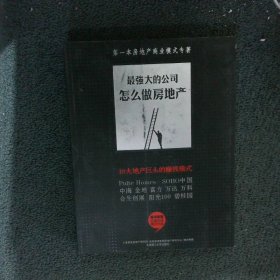 第一本房地产商业模式专著
最强大的公司
怎么做房地产
10大地产巨头的赚钱模式
Pulte Homes SOHO中国
中海 金地 富力 万达 万科
合生创展 阳光100 碧桂园